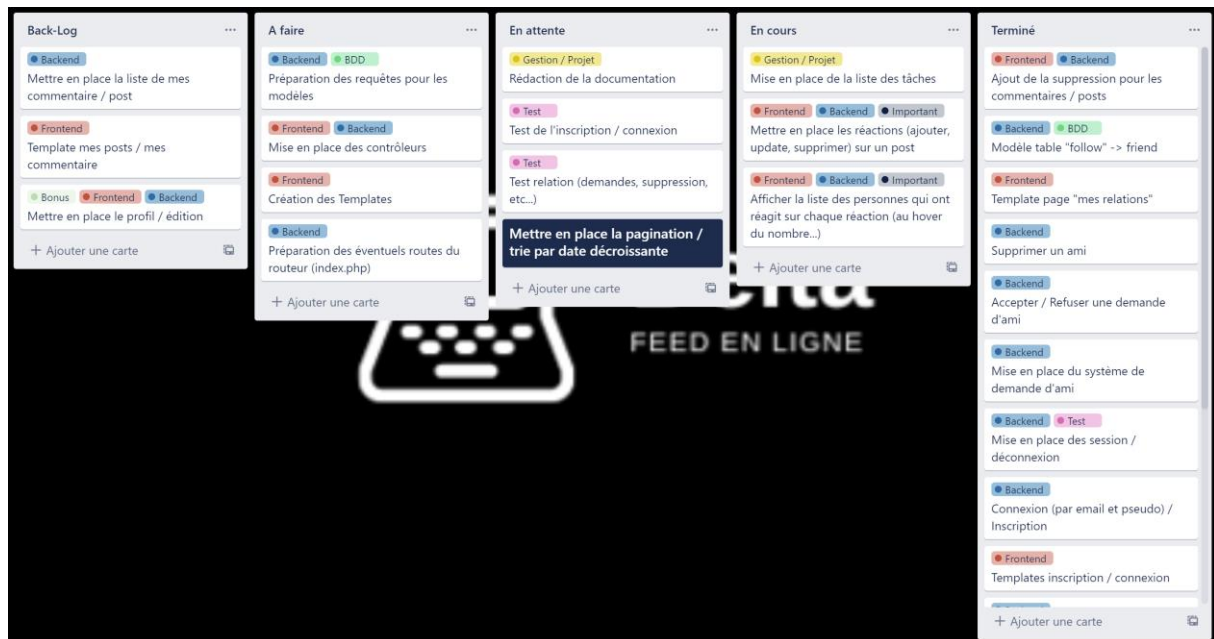 Back-Log
Backend
Mettre en place la liste de mes
commentaire / post
Frontend
Template mes posts / mes
commentaire
Bonus Frontend Backend
Mettre en place le profil / édition
+ Ajouter une carte
A faire
Backend BDD
Préparation des requêtes pour les
modèles
Frontend Backend
Mise en place des contrôleurs
Frontend
Création des Templates
Backend
Préparation des éventuels routes du
routeur (index.php)
+ Ajouter une carte
En attente
Gestion / Projet
Rédaction de la documentation
Test
Test de l'inscription / connexion
Test
Test relation (demandes, suppression,
etc...)
Mettre en place la pagination /
trie par date décroissante
+ Ajouter une carte
En cours
Gestion / Projet
Mise en place de la liste des tâches
Frontend Backend Important
Mettre en place les réactions (ajouter,
update, supprimer) sur un post
Frontend Backend Important
Afficher la liste des personnes qui ont
réagit sur chaque réaction (au hover
du nombre...)
+ Ajouter une carte
Terminé
Frontend Backend
Ajout de la suppression pour les
commentaires / posts
Backend BDD
Modèle table "follow" -> friend
Frontend
Template page "mes relations"
Backend
Supprimer un ami
Backend
Accepter / Refuser une demande
d'ami
Backend
Mise en place du système de
demande d'ami
Backend Test
Mise en place des session /
déconnexion
Backend
Connexion (par email et pseudo) /
Inscription
Frontend
Templates inscription / connexion
+ Ajouter une carte
FEED EN LIGNE